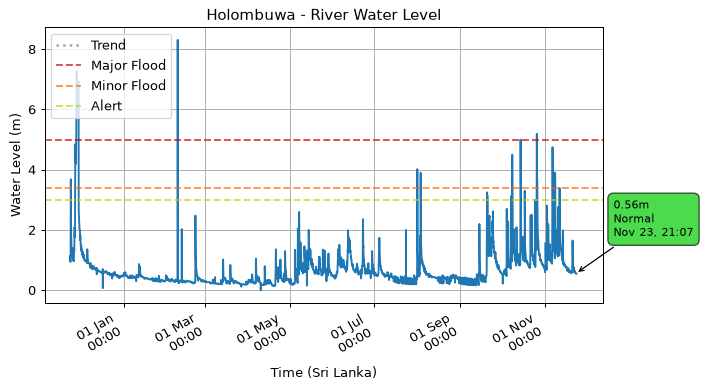 Holombuwa - River Water Level
Trend
Major Flood
Minor Flood
Alert
Water Level (m)
8
6
4
2
0
0.56m
Normal
Nov 23, 21:07
01 Jan
00:00
01 Mar
00:00
01 May
00:00
01 Jul
00:00
01 Sep
00:00
01 Nov
00:00
Time (Sri Lanka)